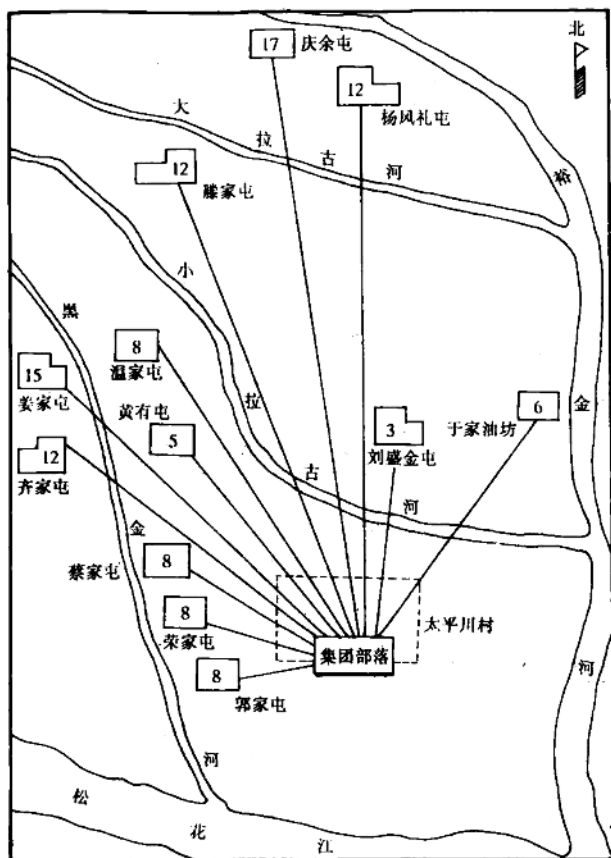 北
17 庆余屯
12
杨风礼屯
大拉古河
12
滕家屯
裕金河
小拉古河
黑金河
8
温家屯
15
姜家屯
黄有屯
5
3
刘盛金屯
6
于家油坊
12
齐家屯
蔡家屯
8
8
荣家屯
8
郭家屯
太平川村
集团部落
松花江